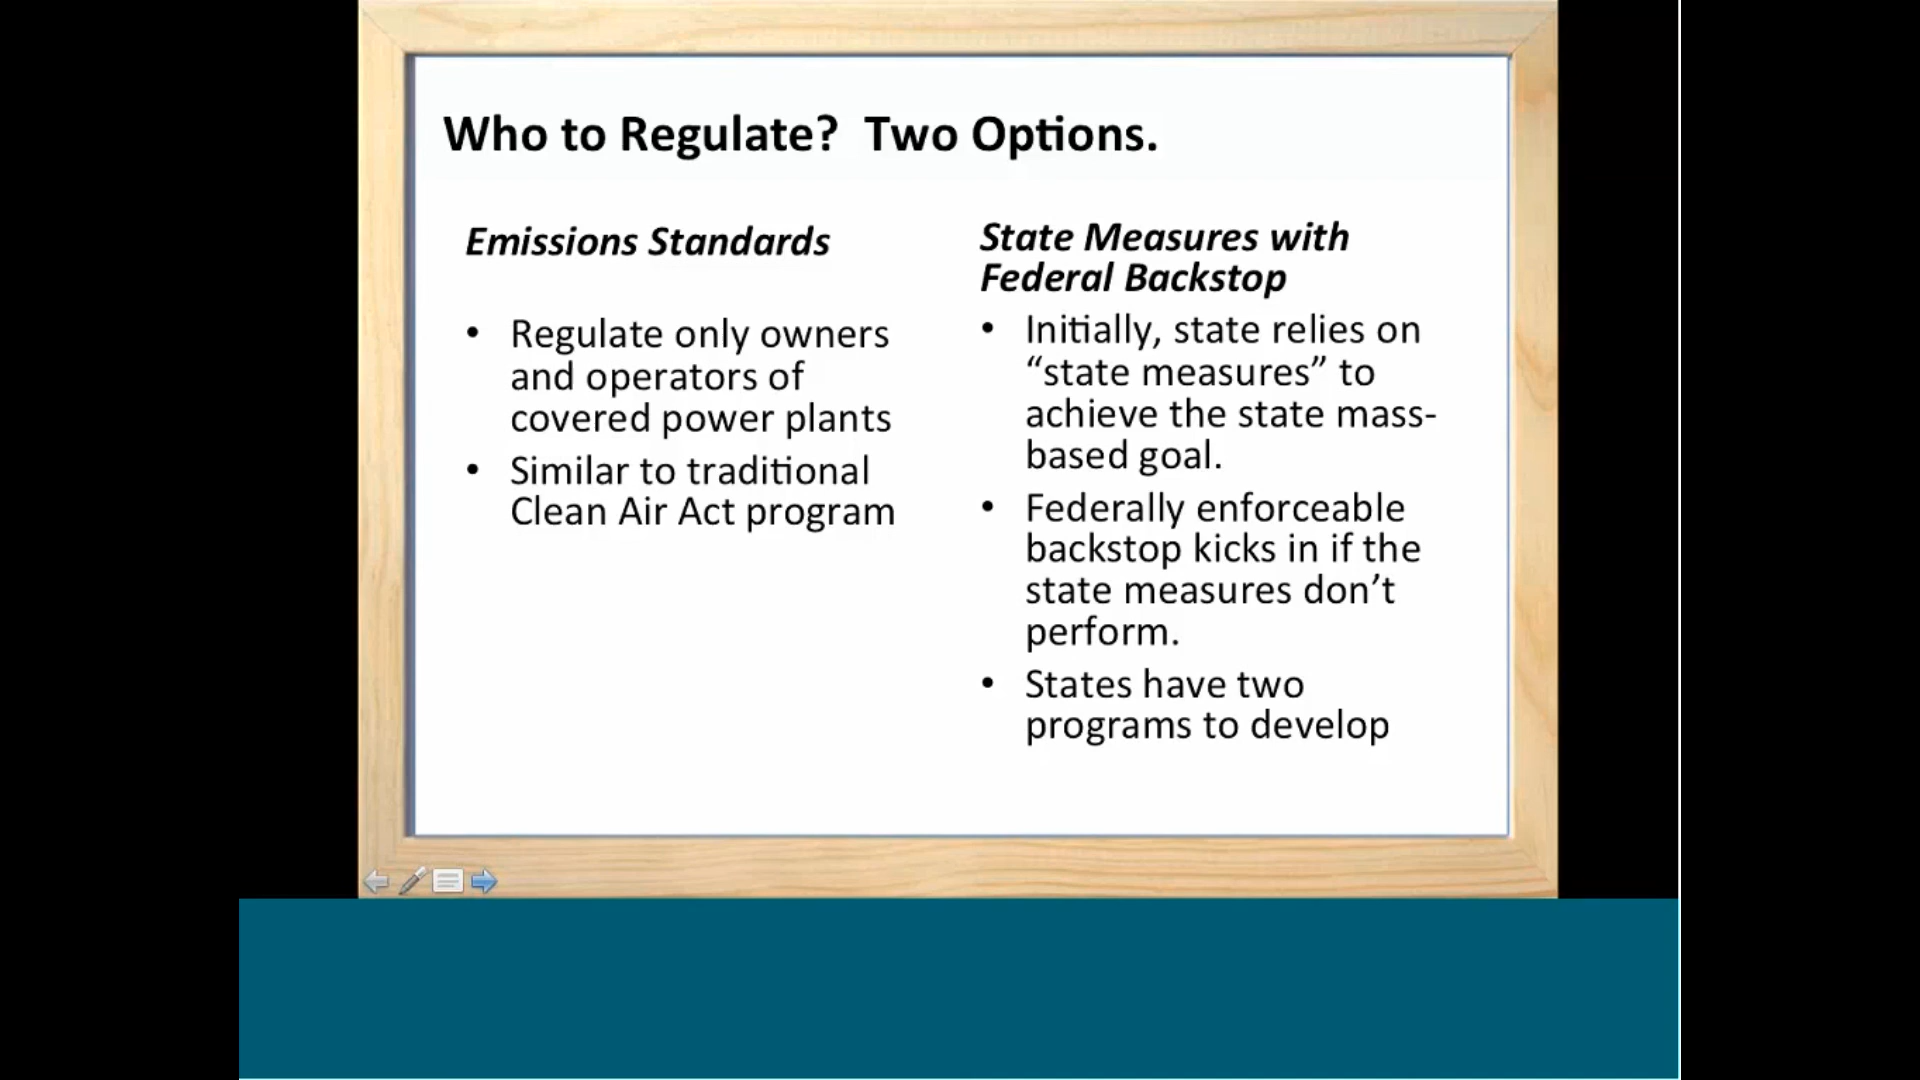 Who to Regulate?  Two Options.
Emissions Standards
• Regulate only owners
and operators of
covered power plants
• Similar to traditional
Clean Air Act program
State Measures with
Federal Backstop
• Initially, state relies on
“state measures” to
achieve the state mass-
based goal.
• Federally enforceable
backstop kicks in if the
state measures don’t
perform.
• States have two
programs to develop